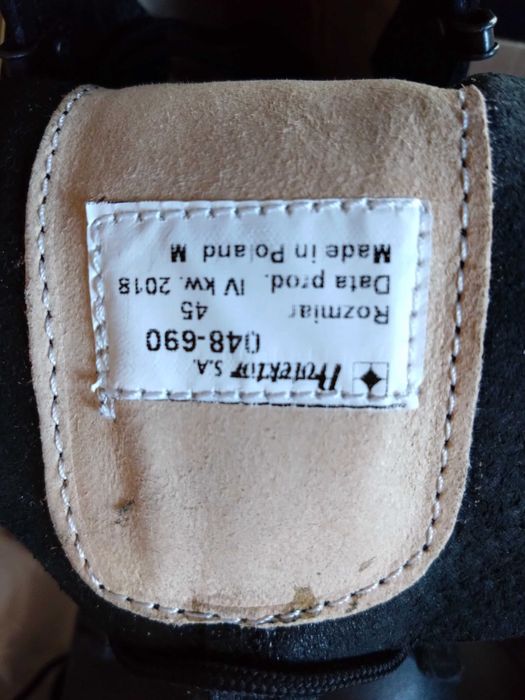 Protektor S.A.
048-690
Rozmiar 45
Data prod. IV kw. 2018
Made in Poland M